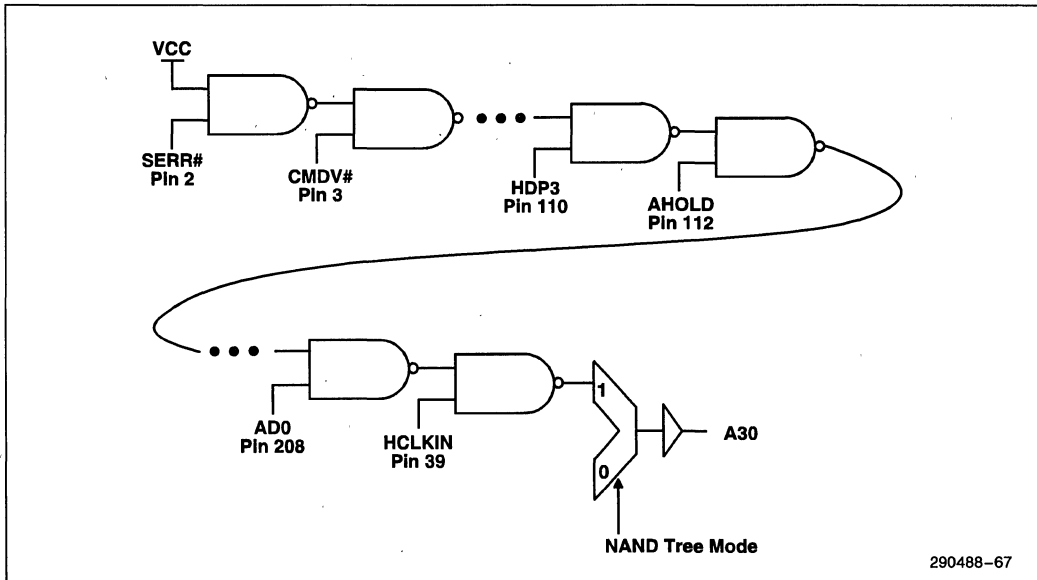 VCC
SERR#
Pin 2
CMDV#
Pin 3
HDP3
Pin 110
AHOLD
Pin 112
AD0
Pin 208
HCLKIN
Pin 39
1
0
A30
NAND Tree Mode
290488-67